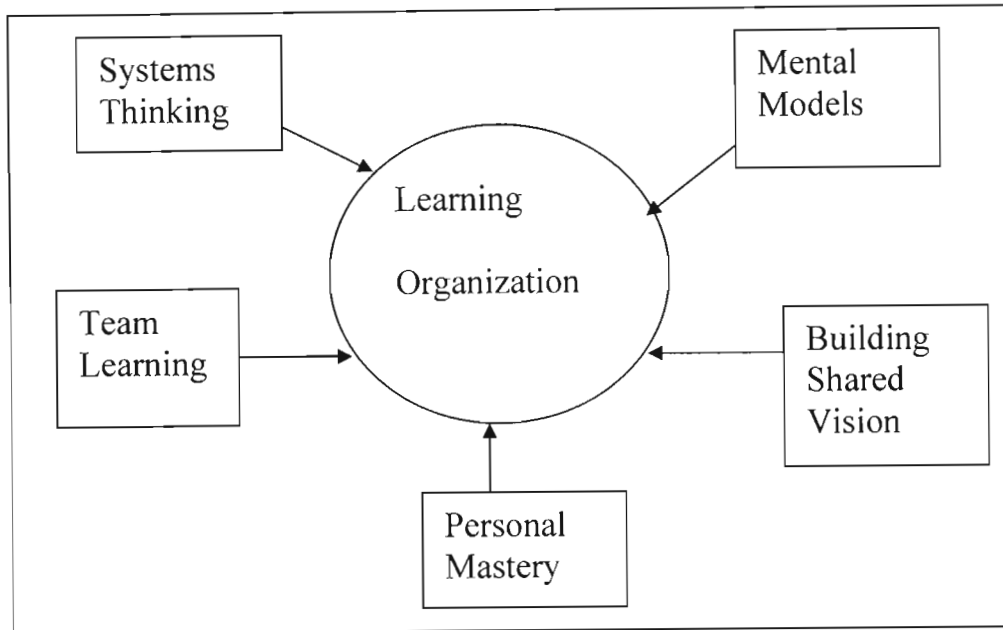 Systems
Thinking
Mental
Models
Learning
Organization
Team
Learning
Building
Shared
Vision
Personal
Mastery